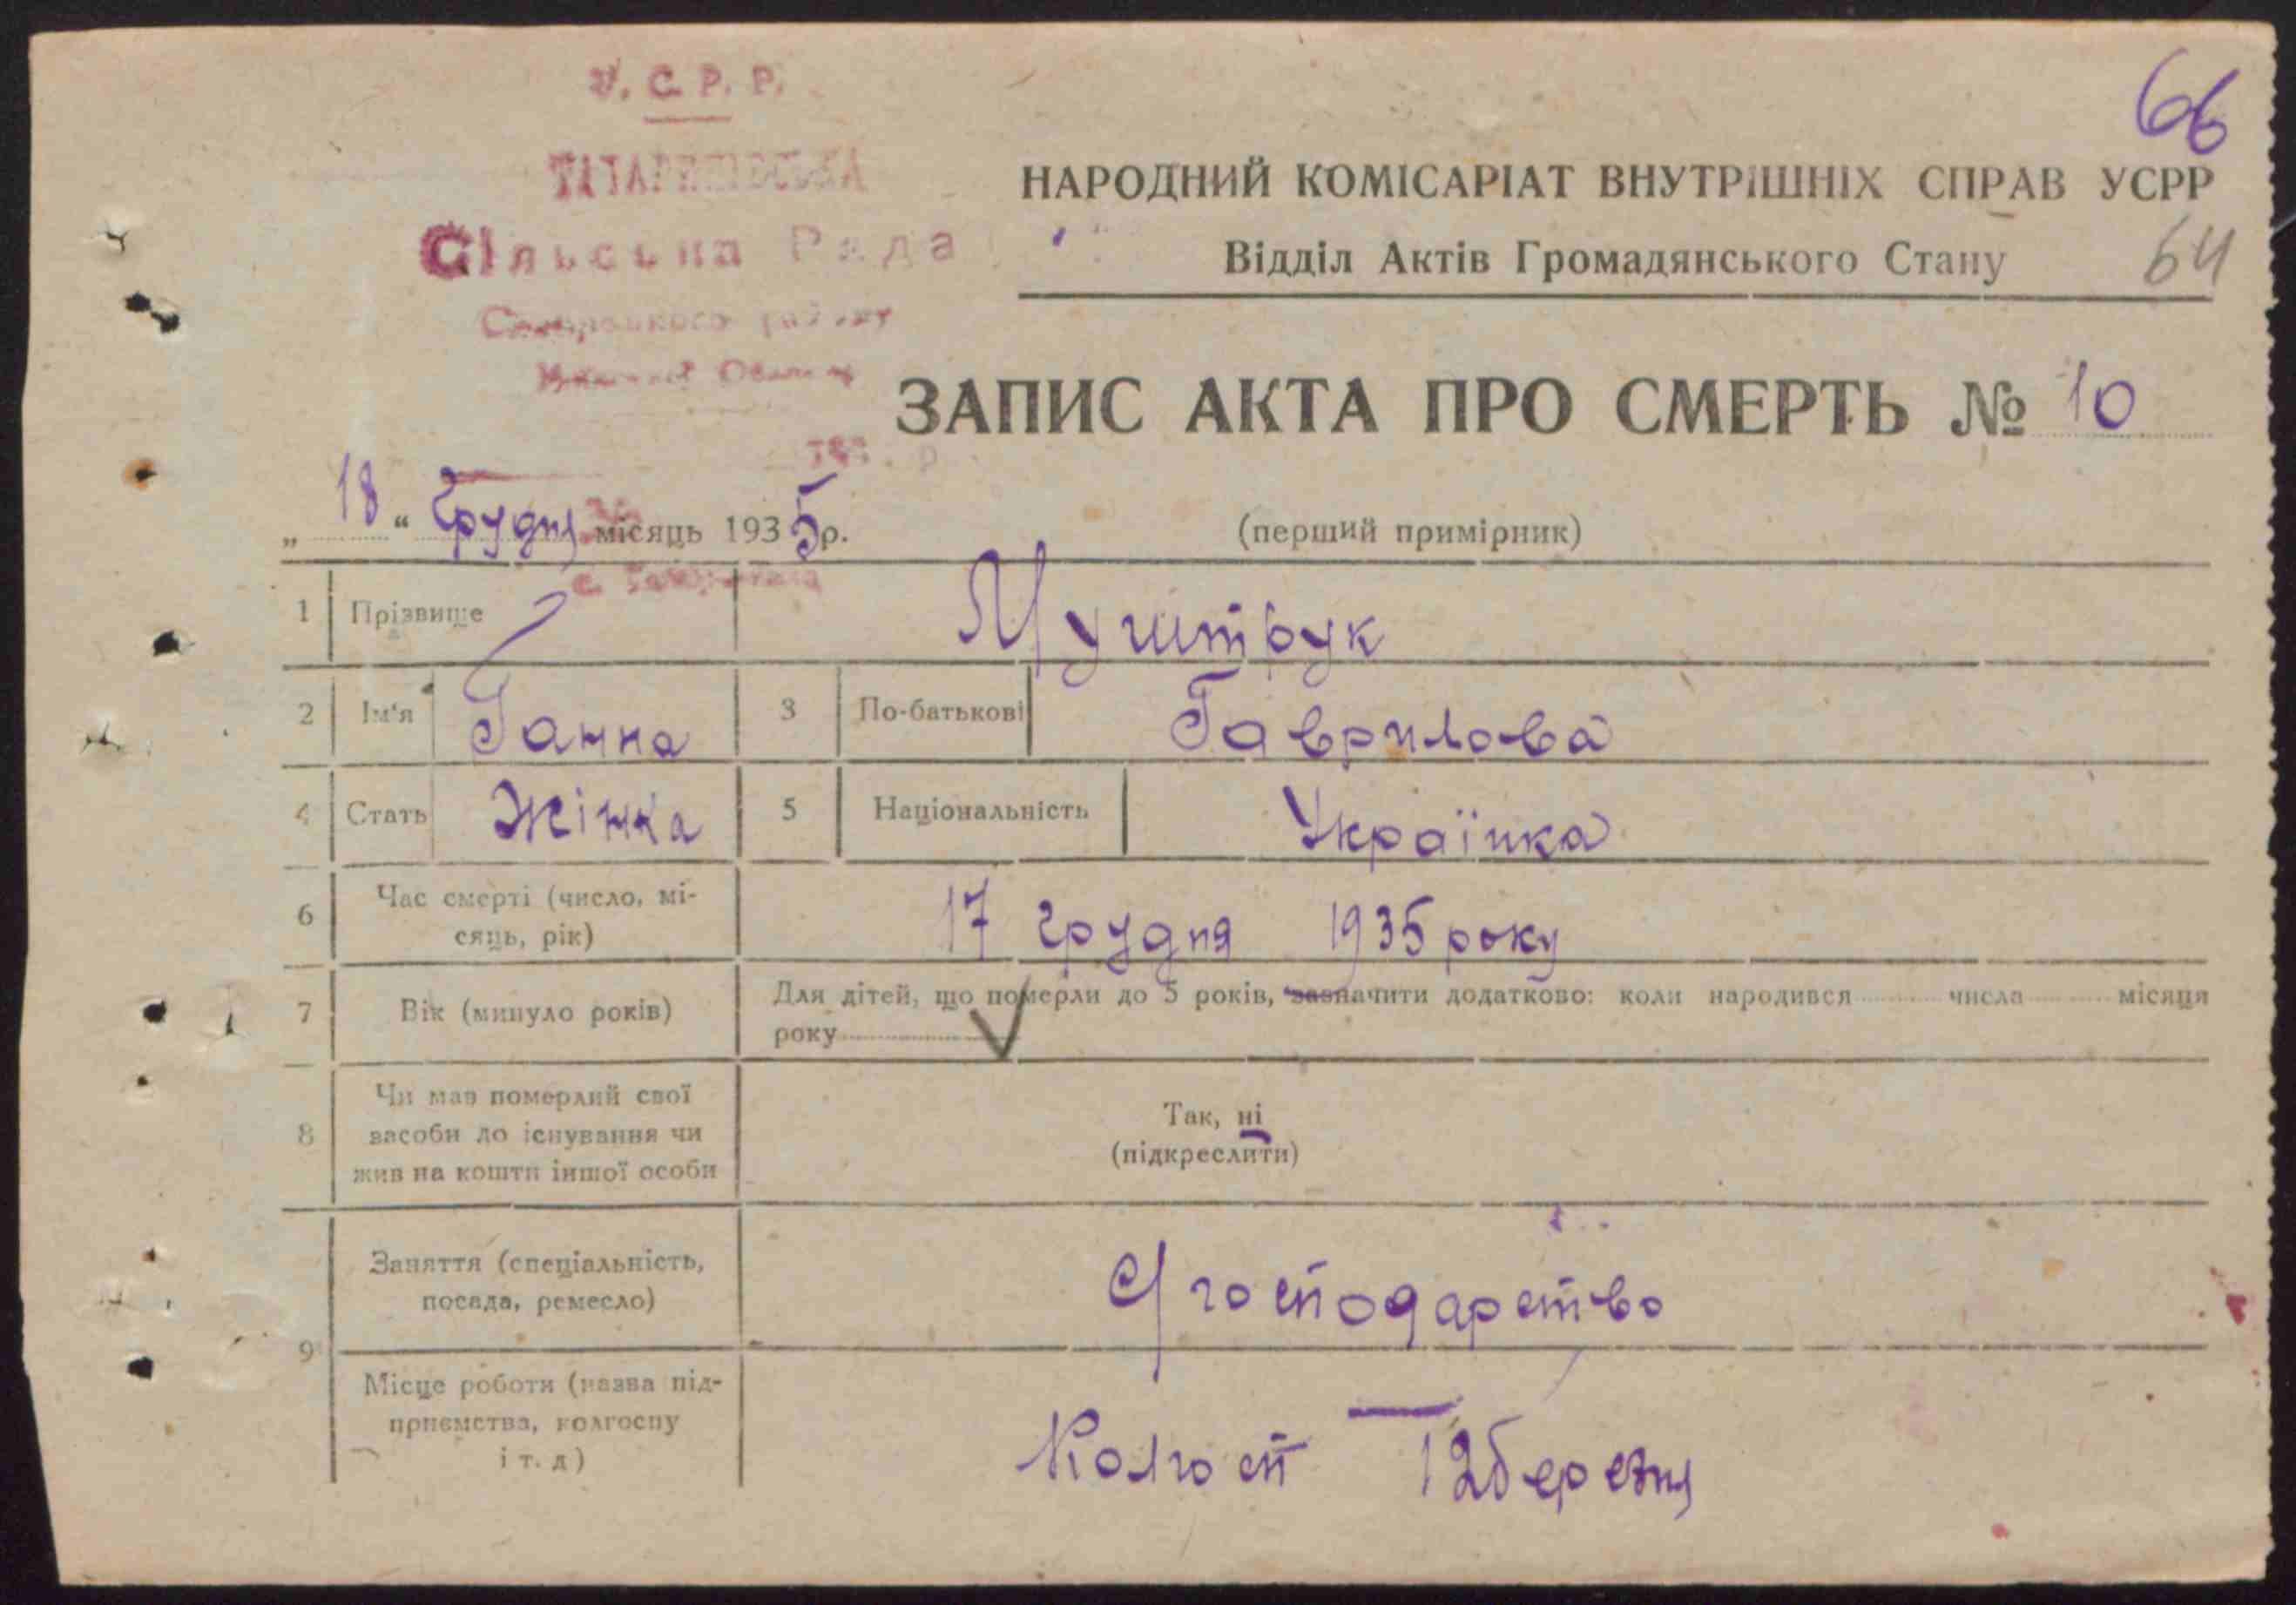 У. С. Р. Р.
66
Сільська Рада
НАРОДНИЙ КОМІСАРІАТ ВНУТРІШНІХ СПРАВ УСРР
Відділ Актів Громадянського Стану
64
ЗАПИС АКТА ПРО СМЕРТЬ № 10
„ 18 “ Грудня місяць 1935 р.
(перший примірник)
1 Прізвище Муштрук
2 Ім'я Ганна 3 По-батькові Гаврилова
4 Стать Жінка 5 Національність Українка
6 Час смерті (число, мі-
сяць, рік) 17 грудня 1935 року
7 Вік (минуло років) Для дітей, що померли до 5 років, зазначити додатково: коли народився числа місяця
року
8 Чи мав померлий свої
засоби до існування чи
жив на кошти іншої особи
Так, ні
(підкреслити)
9 Заняття (спеціальність,
посада, ремесло)
С/господарство
Місце роботи (назва під-
приємства, колгоспу
і т. д)
Колгосп 12 березня